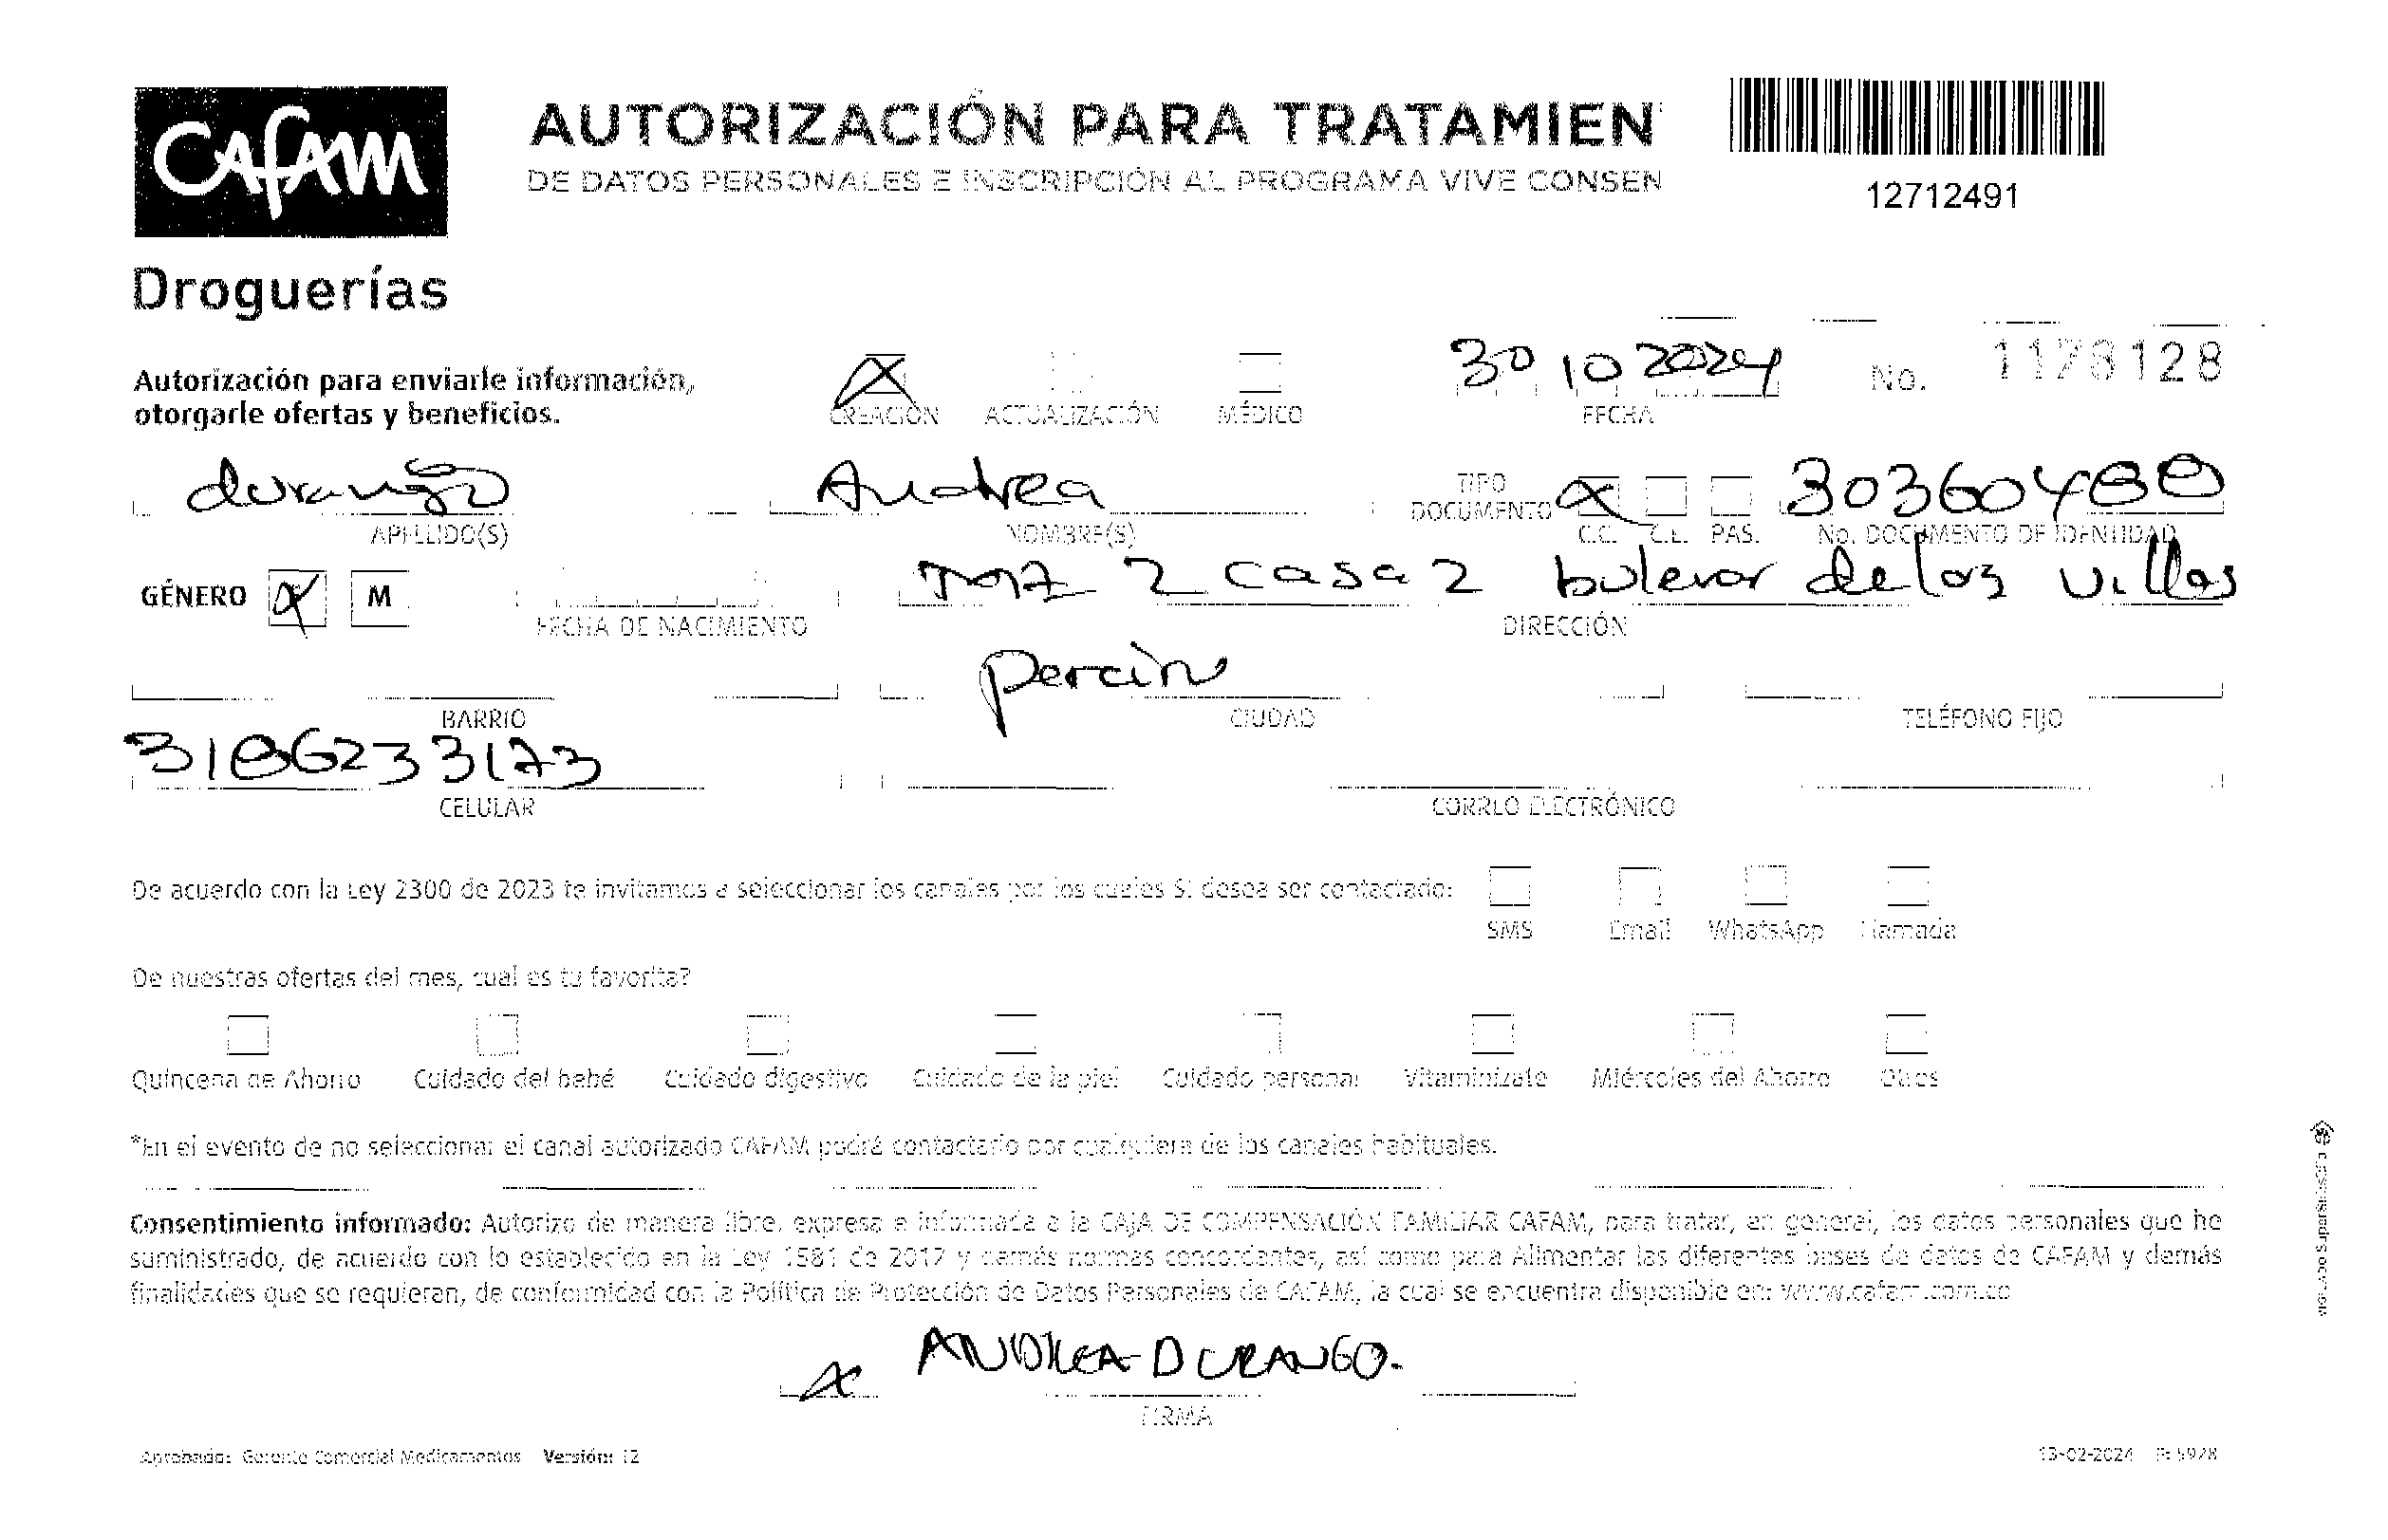 CAfAM
Droguerías
AUTORIZACIÓN PARA TRATAMIEN
DE DATOS PERSONALES E INSCRIPCIÓN AL PROGRAMA VIVE CONSEN
12712491
Autorización para enviarle información,
otorgarle ofertas y beneficios.
CREACIÓN ACTUALIZACIÓN MÉDICO
30 10 2024
FECHA
No. 1178128
durango Andrea
APELLIDO(S) NOMBRE(S)
TIPO DOCUMENTO
C.C. C.E. PAS.
30360488
No. DOCUMENTO DE IDENTIDAD
GÉNERO M
FECHA DE NACIMIENTO
MZ 2 casa 2 bulevar de las villas
DIRECCIÓN
BARRIO CIUDAD TELÉFONO FIJO
3186233173
CELULAR CORREO ELECTRÓNICO
De acuerdo con la Ley 2300 de 2023 te invitamos a seleccionar los canales por los cuales SI desea ser contactado:
SMS Email WhatsApp Llamada
De nuestras ofertas del mes, cual es tu favorita?
Quincena de Ahorro Cuidado del bebé Cuidado digestivo Cuidado de la piel Cuidado personal Vitaminízate Miércoles del Ahorro Otros
*En el evento de no seleccionar el canal autorizado CAFAM podrá contactarlo por cualquiera de los canales habituales.
Consentimiento informado: Autorizo de manera libre, expresa e informada a la CAJA DE COMPENSACIÓN FAMILIAR CAFAM, para tratar, en general, los datos personales que he
suministrado, de acuerdo con lo establecido en la Ley 1581 de 2012 y demás normas concordantes, así como para Alimentar las diferentes bases de datos de CAFAM y demás
finalidades que se requieran, de conformidad con la Política de Protección de Datos Personales de CAFAM, la cual se encuentra disponible en: www.cafam.com.co
X ANDREA DURANGO.
FIRMA
Aprobado: Gerente Comercial Medicamentos Versión: 12
13-02-2024
VIGILADO SuperSubsidio